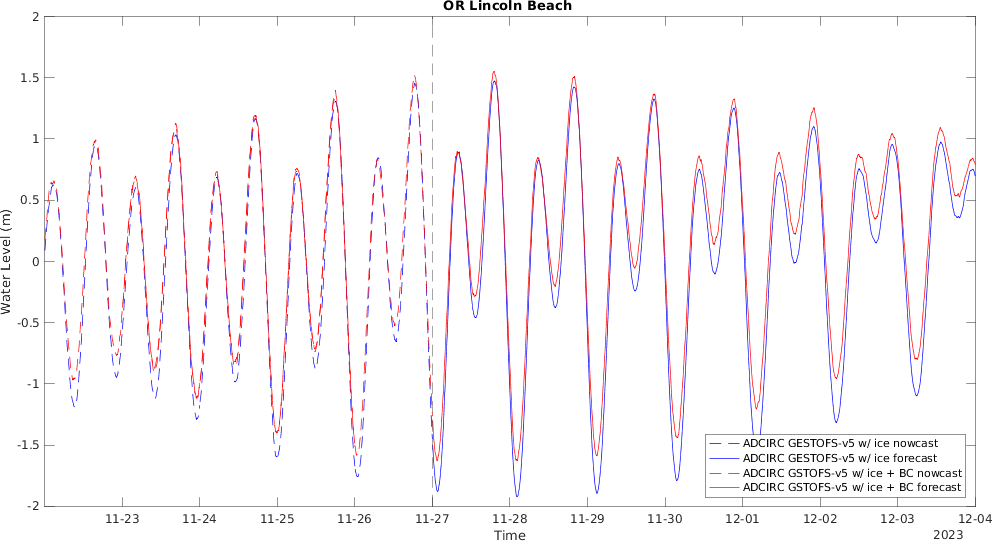 OR Lincoln Beach
2
1.5
1
0.5
0
-0.5
-1
-1.5
-2
Water Level (m)
ADCIRC GESTOFS-v5 w/ ice nowcast
ADCIRC GESTOFS-v5 w/ ice forecast
ADCIRC GSTOFS-v5 w/ ice + BC nowcast
ADCIRC GSTOFS-v5 w/ ice + BC forecast
11-23 11-24 11-25 11-26 11-27 11-28 11-29 11-30 12-01 12-02 12-03 12-04
Time
2023